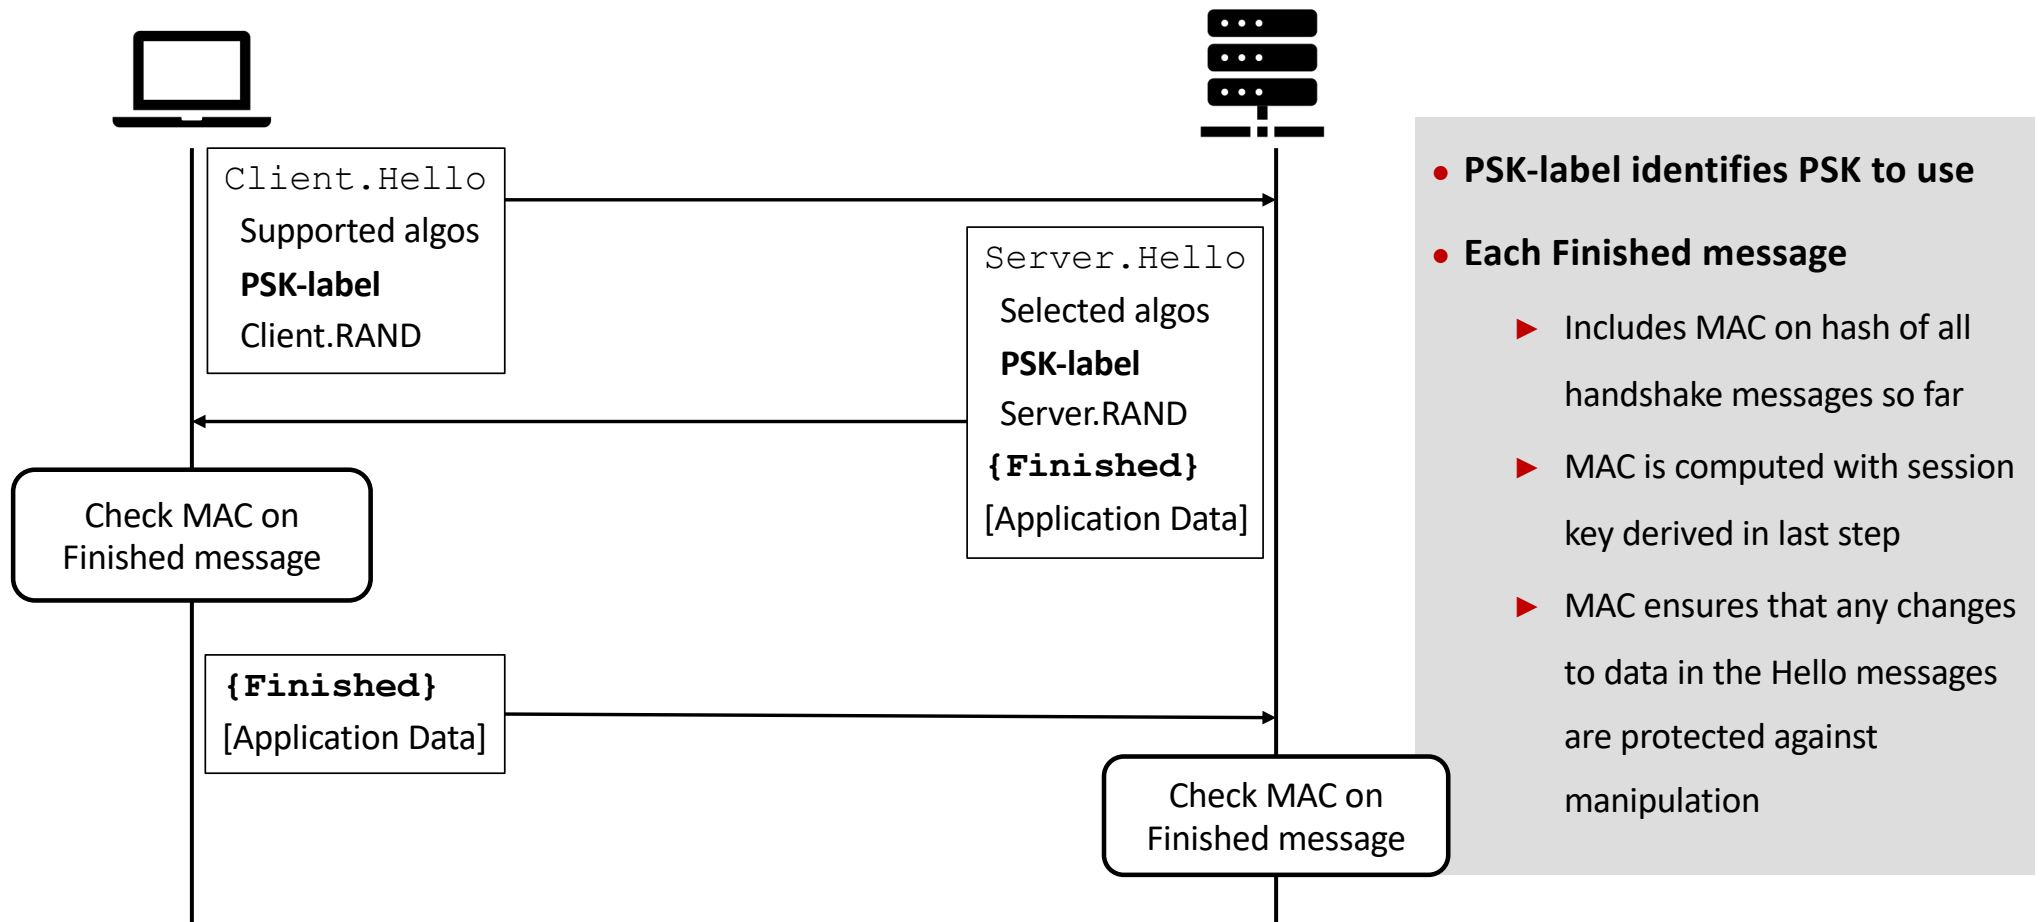 Client.Hello
Supported algos
PSK-label
Client.RAND
Server.Hello
Selected algos
PSK-label
Server.RAND
{Finished}
[Application Data]
Check MAC on
Finished message
{Finished}
[Application Data]
Check MAC on
Finished message
• PSK-label identifies PSK to use
• Each Finished message
► Includes MAC on hash of all
handshake messages so far
► MAC is computed with session
key derived in last step
► MAC ensures that any changes
to data in the Hello messages
are protected against
manipulation